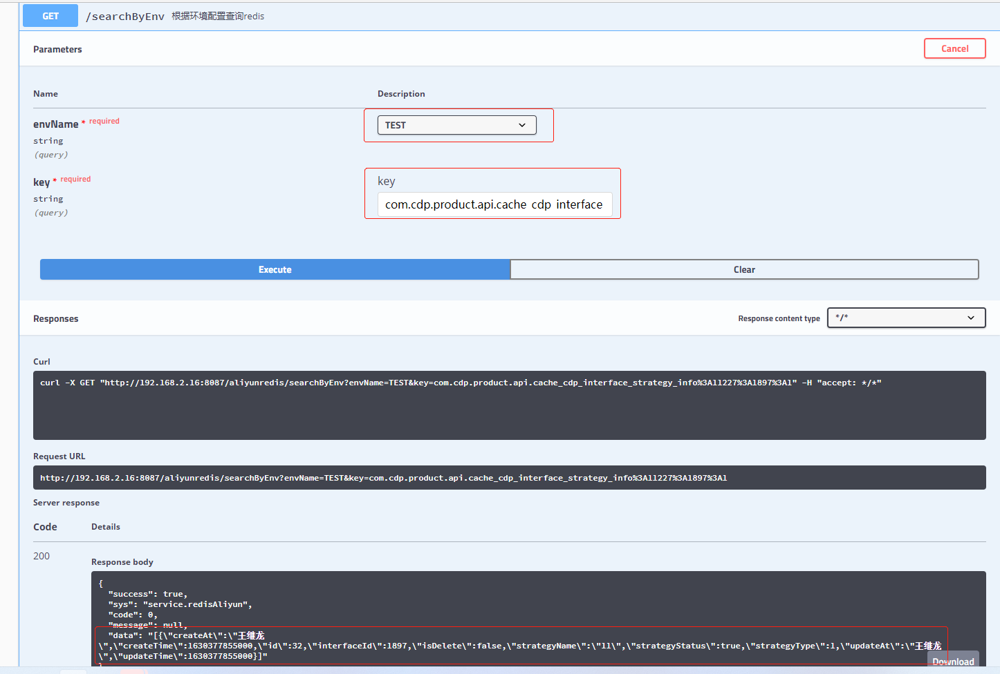 GET /searchByEnv 根据环境配置查询redis
Parameters Cancel
Name Description
envName * required TEST
string
(query)
key * required key
string com.cdp.product.api.cache_cdp_interface
(query)
Execute Clear
Responses Response content type */*
Curl
curl -X GET "http://192.168.2.16:8087/aliyunredis/searchByEnv?envName=TEST&key=com.cdp.product.api.cache_cdp_interface_strategy_info%3A11227%3A1897%3A1" -H "accept: */*"
Request URL
http://192.168.2.16:8087/aliyunredis/searchByEnv?envName=TEST&key=com.cdp.product.api.cache_cdp_interface_strategy_info%3A11227%3A1897%3A1
Server response
Code Details
200
Response body
{
"success": true,
"sys": "service.redisAliyun",
"code": 0,
"message": null,
"data": "[{\"createAt\":\"王继龙
\",\"createTime\":1630377855000,\"id\":32,\"interfaceId\":1897,\"isDelete\":false,\"strategyName\":\"11\",\"strategyStatus\":true,\"strategyType\":1,\"updateAt\":\"王继龙
\",\"updateTime\":1630377855000}]"
Download